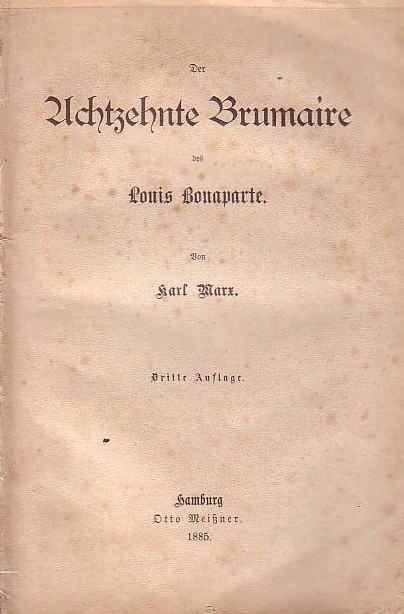 Der
Achtzehnte Brumaire
des
Louis Bonaparte.
Von
Karl Marx.
Dritte Auflage.
Hamburg
Otto Meißner.
1885.